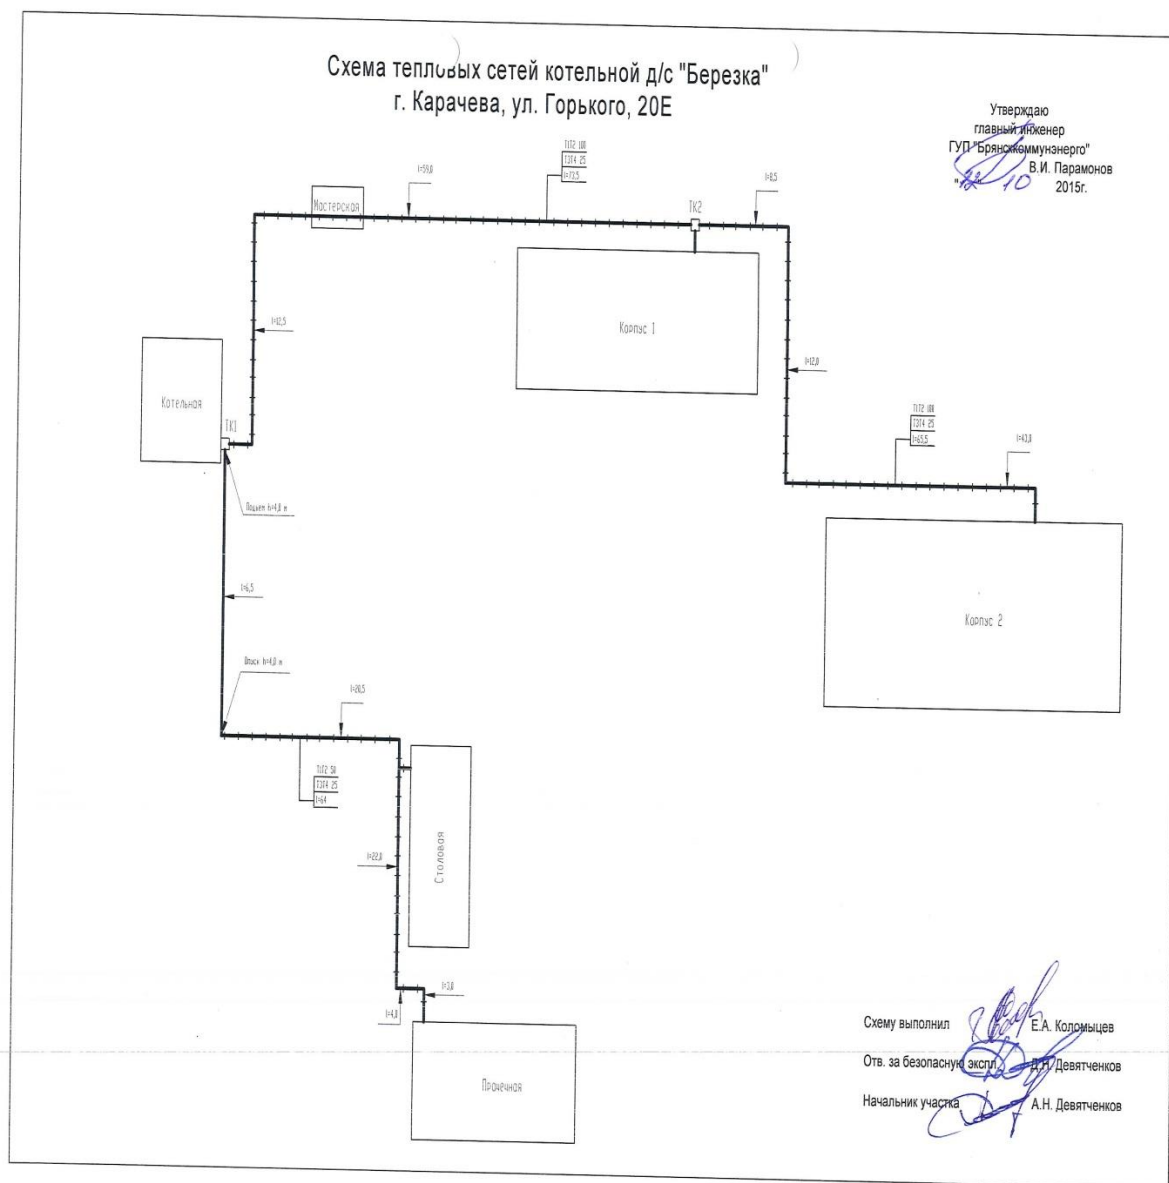 Схема тепловых сетей котельной д/с "Березка"
г. Карачева, ул. Горького, 20Е
Утверждаю
главный инженер
ГУП "Брянсккоммунэнерго"
В.И. Парамонов
10 2015г.
l=59,0
Т1Т2 100
Т3Т4 25
l=73,5
ТК2
l=8,5
Мастерская
Корпус 1
l=12,5
l=12,0
Котельная
ТК1
Т1Т2 100
Т3Т4 25
l=65,5
l=43,0
Подъем h=4,0 м
Корпус 2
l=6,5
Опуск h=4,0 м
l=20,5
Т1Т2 50
Т3Т4 25
l=64
Столовая
l=22,0
l=3,0
l=4,0
Прачечная
Схему выполнил Е.А. Коломыцев
Отв. за безопасную экспл. Девятченков
Начальник участка А.Н. Девятченков